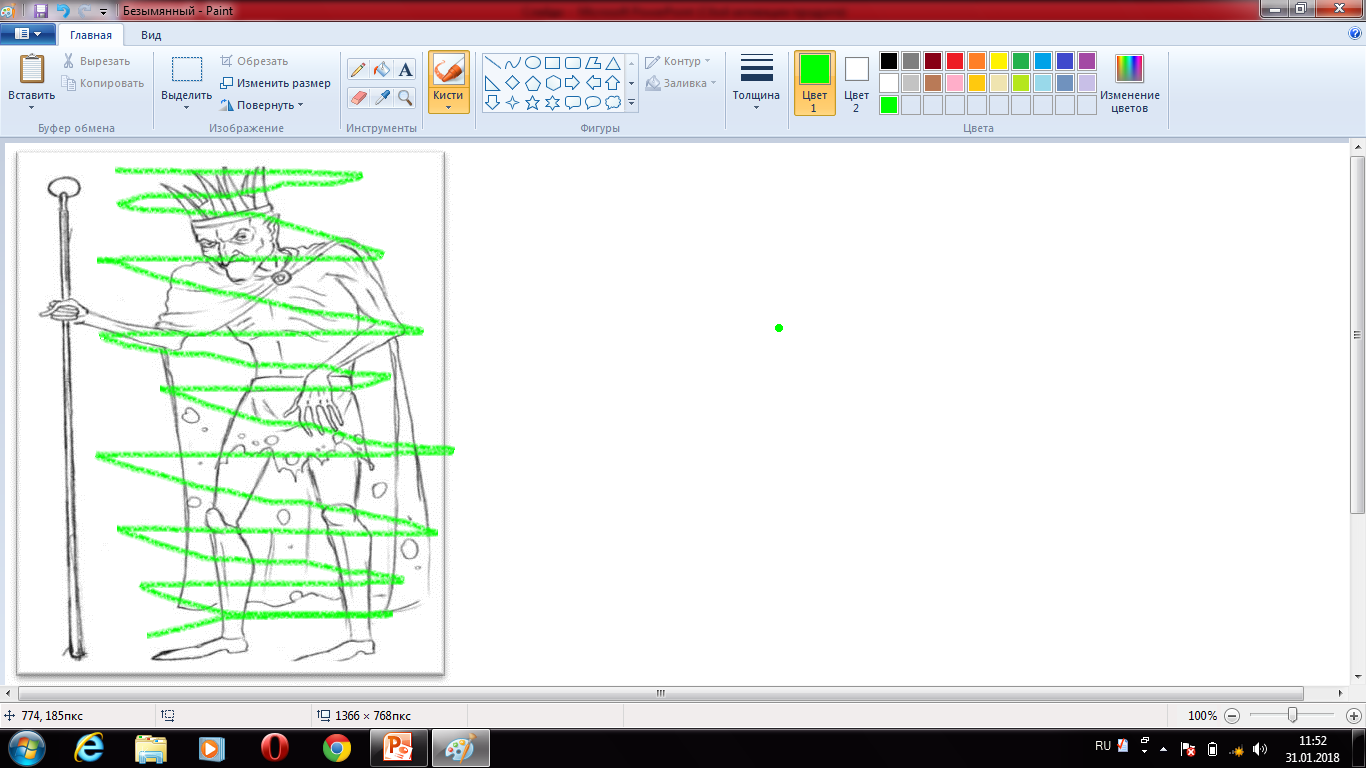 Безымянный - Paint
Главная
Вид
Вставить
Вырезать
Копировать
Буфер обмена
Выделить
Обрезать
Изменить размер
Повернуть
Изображение
A
Инструменты
Кисти
Контур
Заливка
Фигуры
Толщина
Цвет
1
Цвет
2
Изменение
цветов
Цвета
774, 185пкс
1366 × 768пкс
100%
RU
11:52
31.01.2018